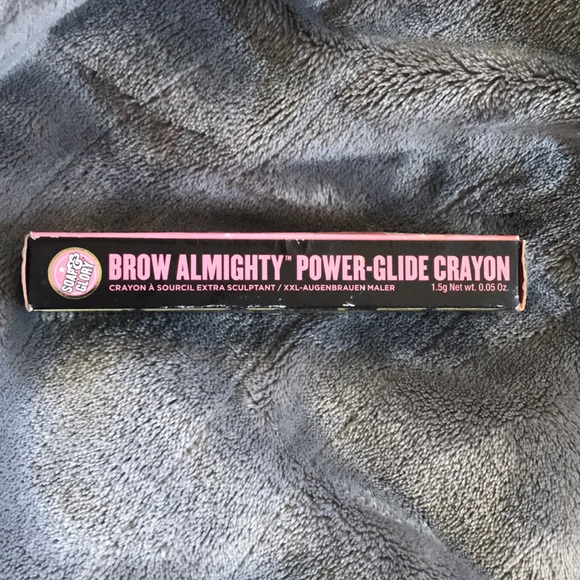 SOAP & GLORY
BROW ALMIGHTY™ POWER-GLIDE CRAYON
CRAYON À SOURCIL EXTRA SCULPTANT / XXL-AUGENBRAUEN MALER 1.5g Net wt. 0.05 Oz.